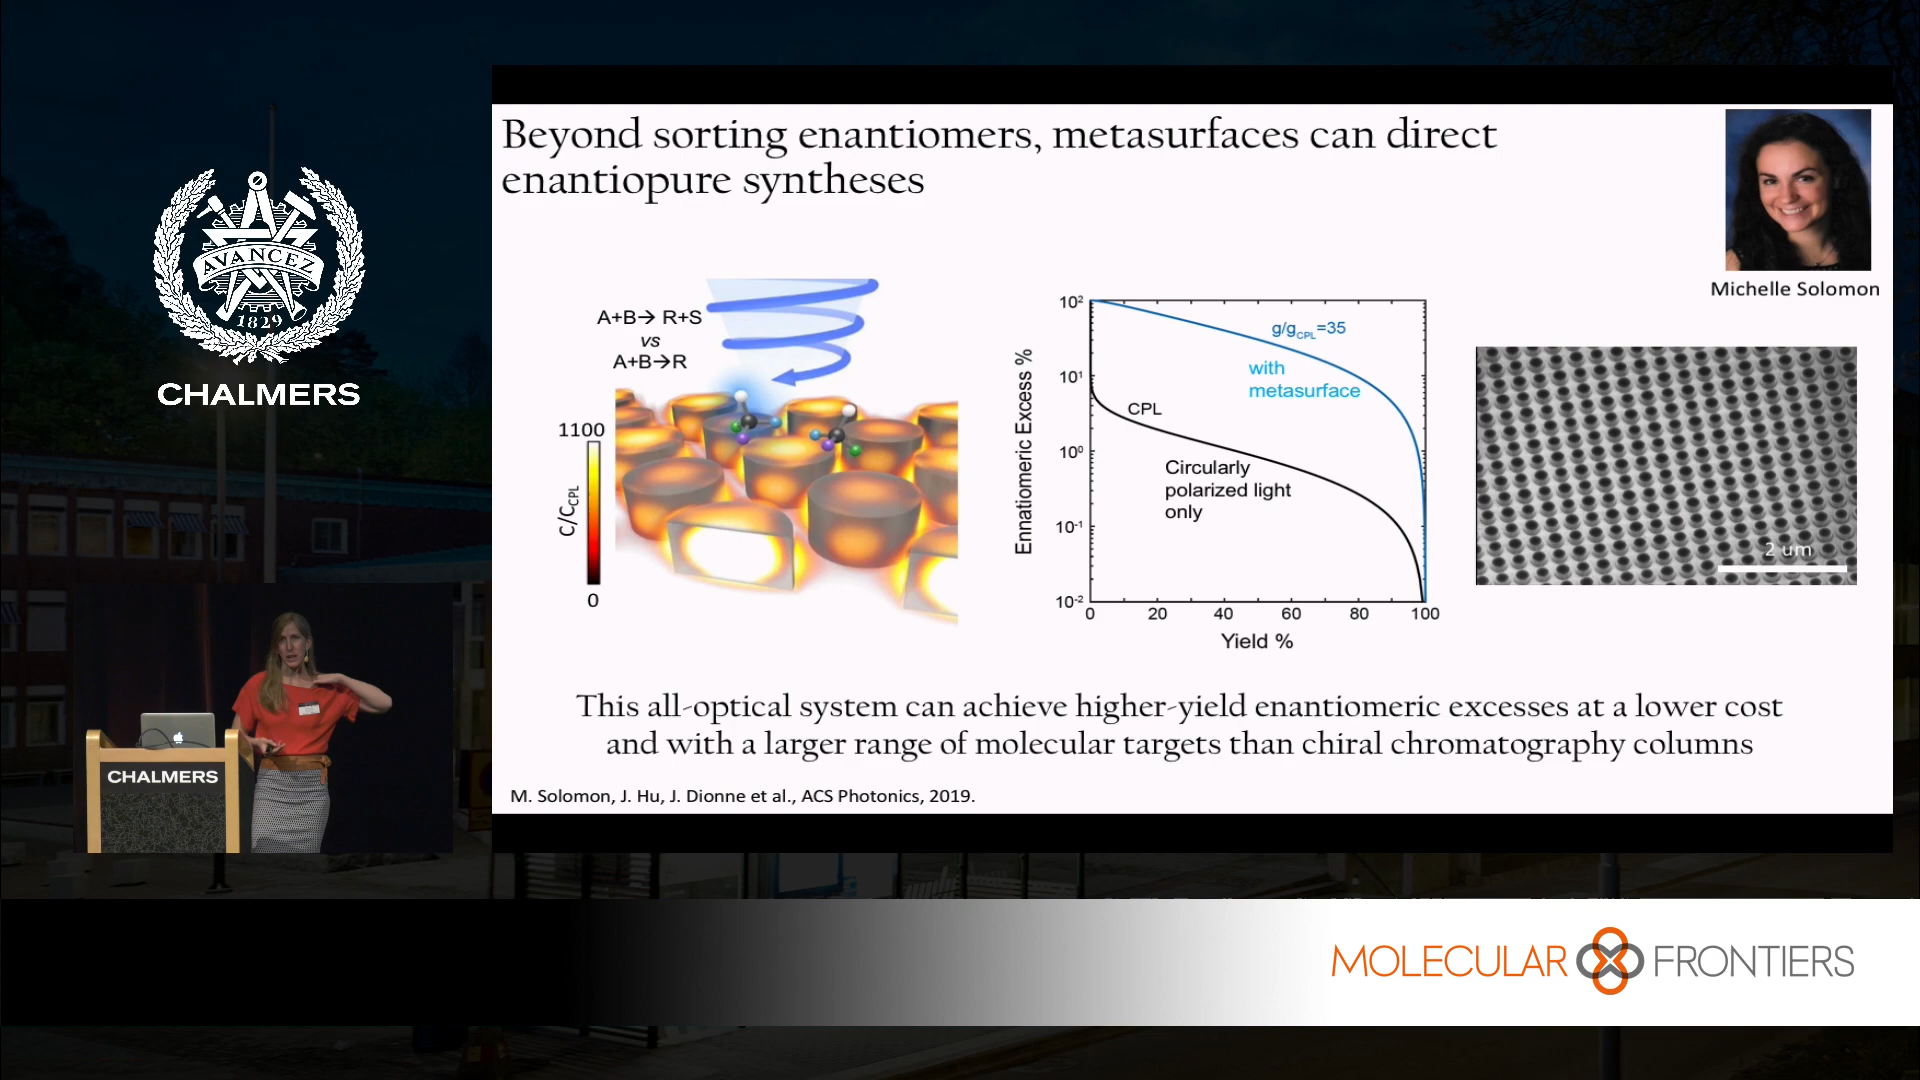 AVANCEZ
1829
CHALMERS
CHALMERS
Beyond sorting enantiomers, metasurfaces can direct
enantiopure syntheses
Michelle Solomon
A+B→ R+S
vs
A+B→R
1100
C/C_CPL
0
Ennatiomeric Excess %
10²
10¹
10⁰
10⁻¹
10⁻²
g/g_CPL=35
with
metasurface
CPL
Circularly
polarized light
only
0 20 40 60 80 100
Yield %
2 um
This all-optical system can achieve higher-yield enantiomeric excesses at a lower cost
and with a larger range of molecular targets than chiral chromatography columns
M. Solomon, J. Hu, J. Dionne et al., ACS Photonics, 2019.
MOLECULAR FRONTIERS